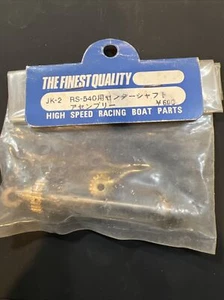 THE FINEST QUALITY
JK-2 RS-540用センターシャフト
アセンブリー ¥600
HIGH SPEED RACING BOAT PARTS